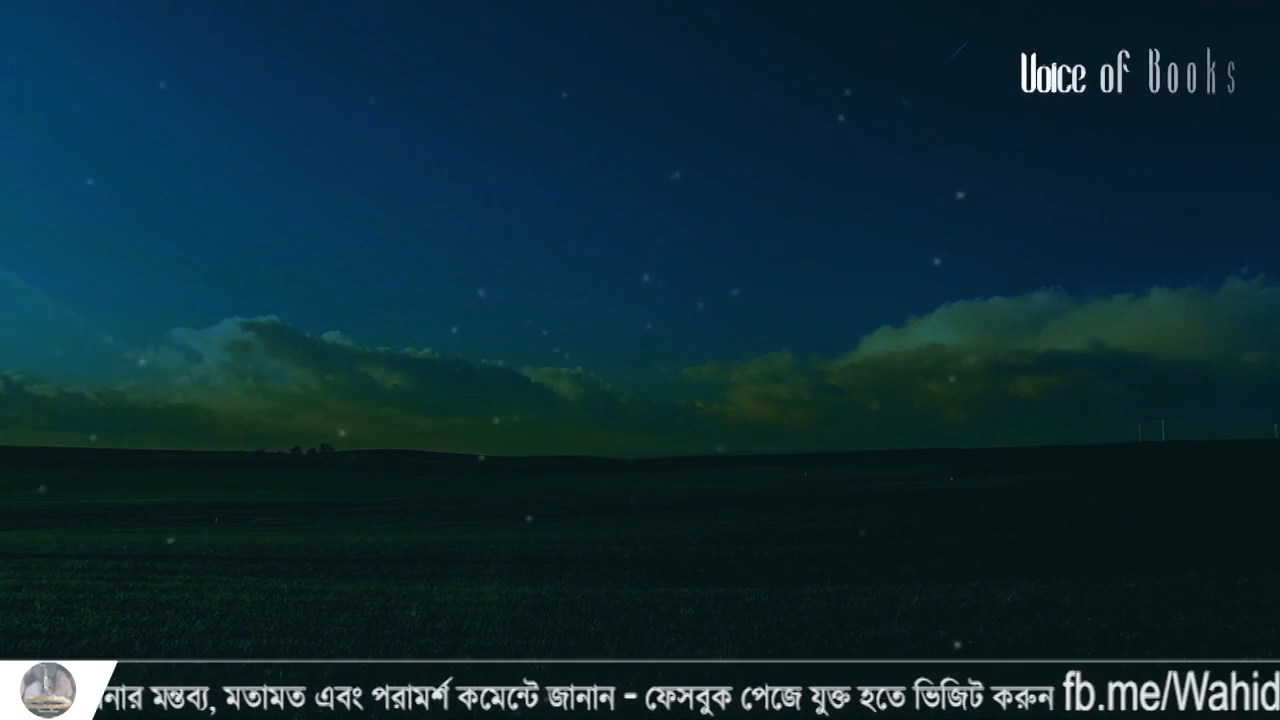 Voice of Books
নার মন্তব্য, মতামত এবং পরামর্শ কমেন্টে জানান - ফেসবুক পেজে যুক্ত হতে ভিজিট করুন fb.me/Wahid